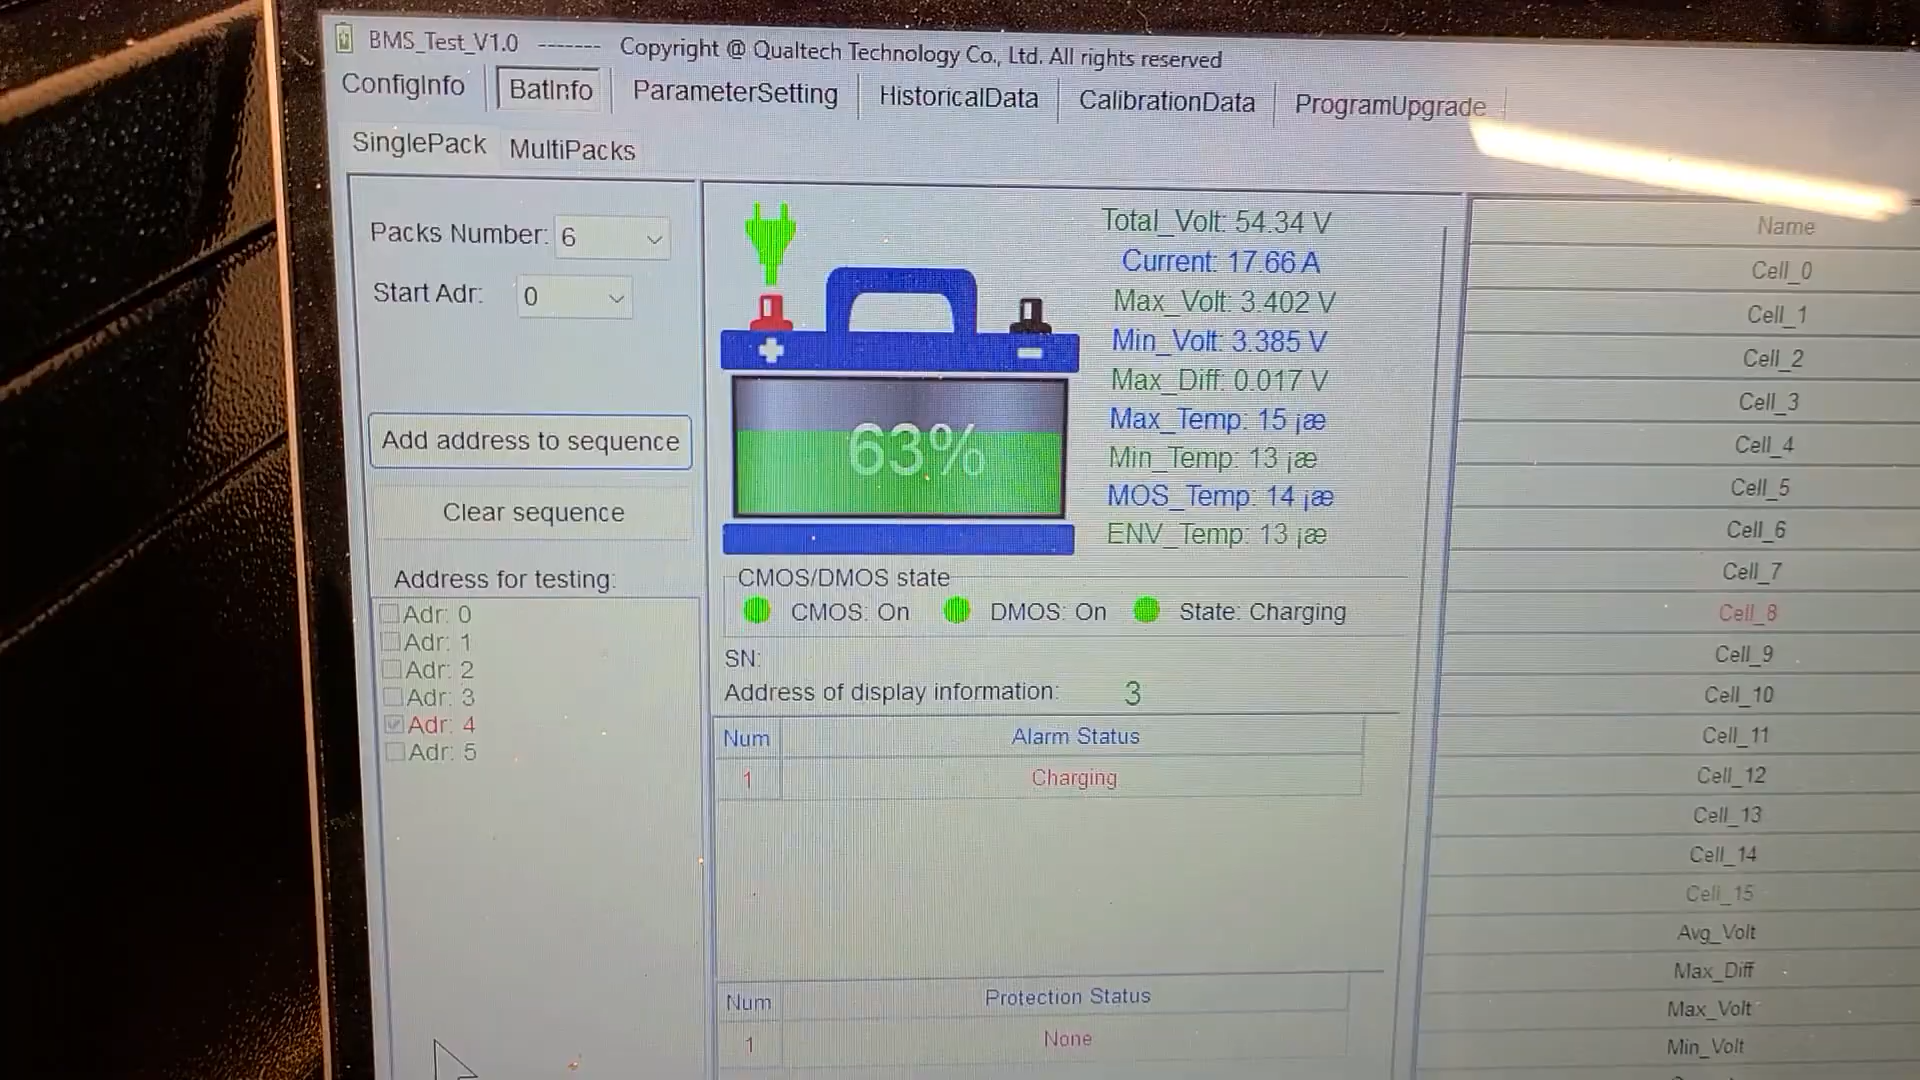 BMS_Test_V1.0 ------- Copyright @ Qualtech Technology Co., Ltd. All rights reserved
ConfigInfo BatInfo ParameterSetting HistoricalData CalibrationData ProgramUpgrade
SinglePack MultiPacks
Packs Number: 6
Start Adr: 0
Add address to sequence
Clear sequence
Address for testing:
Adr: 0
Adr: 1
Adr: 2
Adr: 3
Adr: 4
Adr: 5
63%
Total_Volt: 54.34 V
Current: 17.66 A
Max_Volt: 3.402 V
Min_Volt: 3.385 V
Max_Diff: 0.017 V
Max_Temp: 15 ¡æ
Min_Temp: 13 ¡æ
MOS_Temp: 14 ¡æ
ENV_Temp: 13 ¡æ
CMOS/DMOS state
CMOS: On DMOS: On State: Charging
SN:
Address of display information: 3
Num Alarm Status
1 Charging
Num Protection Status
1 None
Name
Cell_0
Cell_1
Cell_2
Cell_3
Cell_4
Cell_5
Cell_6
Cell_7
Cell_8
Cell_9
Cell_10
Cell_11
Cell_12
Cell_13
Cell_14
Cell_15
Avg_Volt
Max_Diff
Max_Volt
Min_Volt